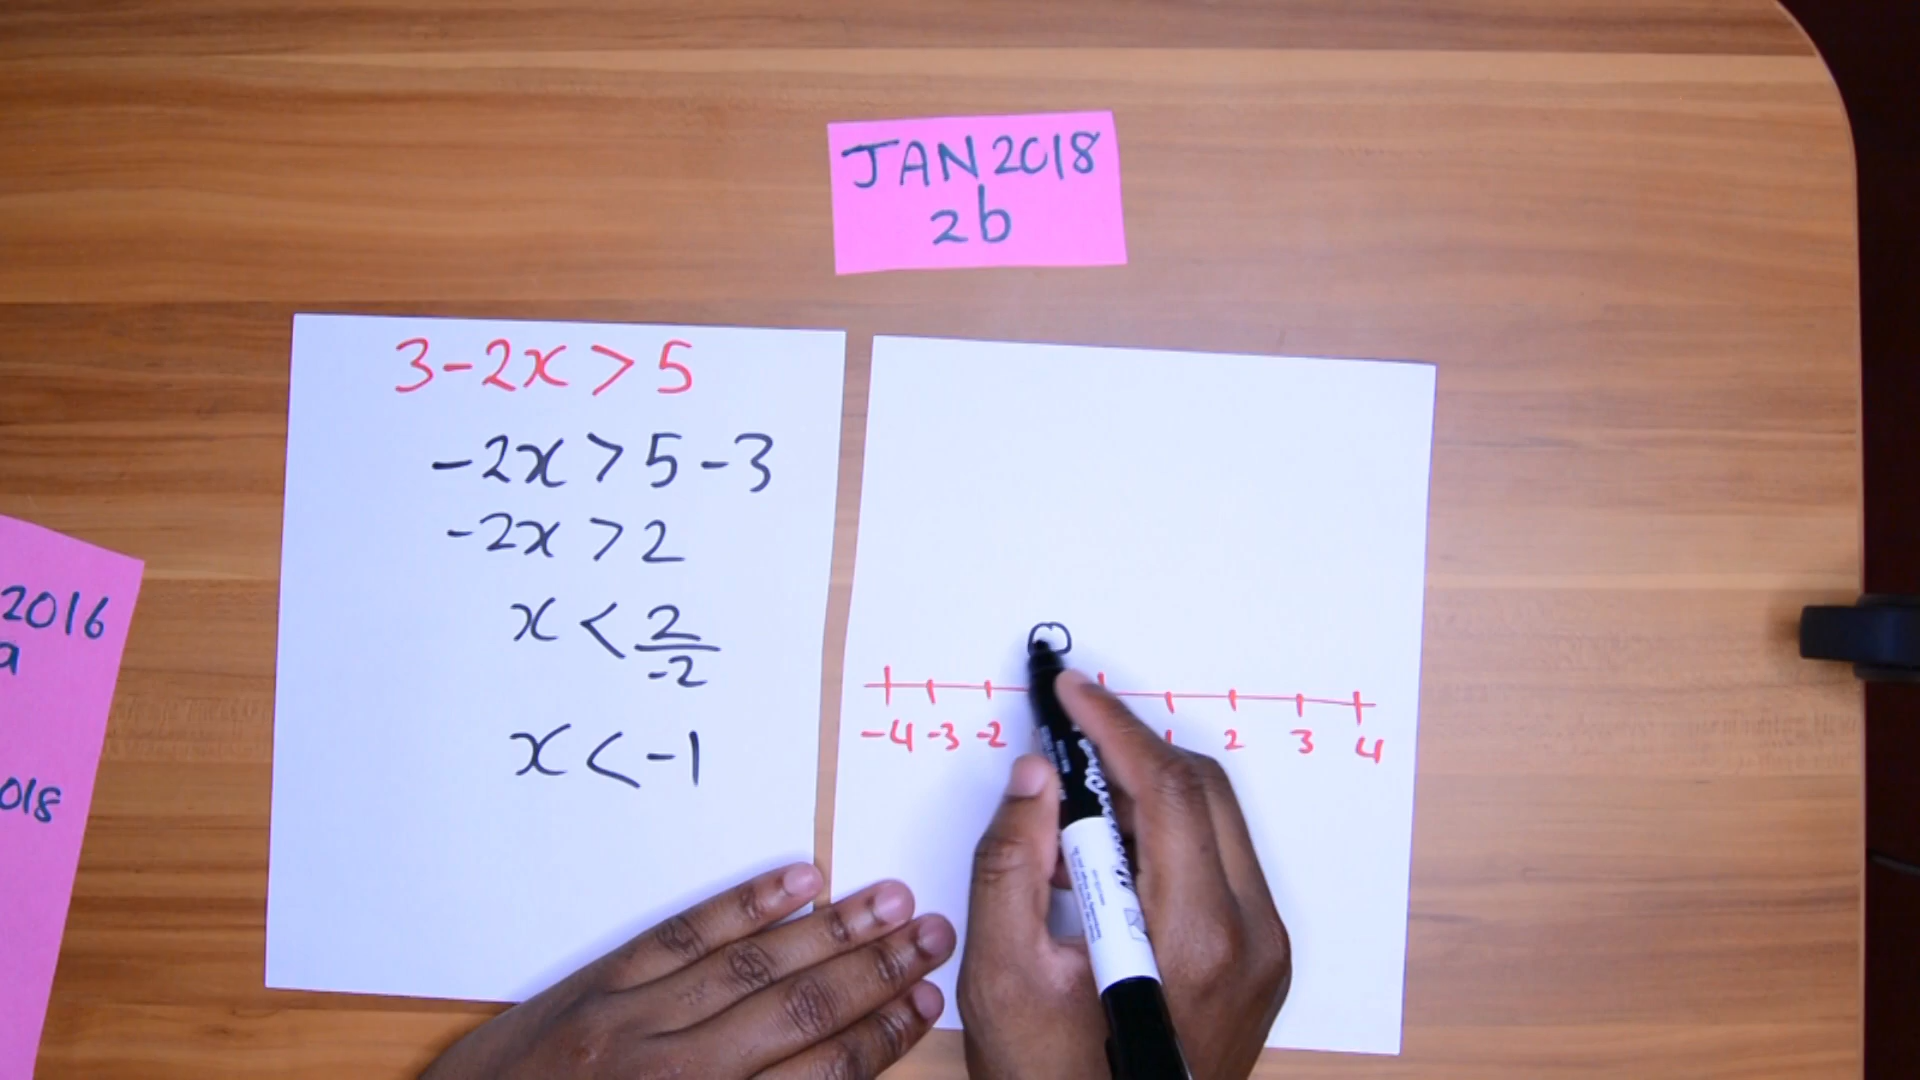 JAN 2018
2b
3-2x > 5
-2x > 5-3
-2x > 2
x < 2/-2
x < -1
-4 -3 -2 1 2 3 4
2016
a
018